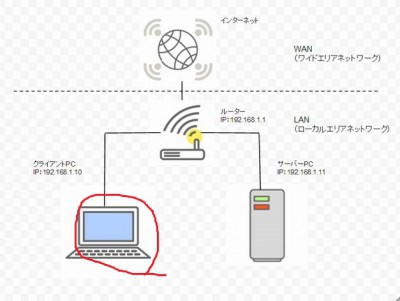 インターネット
WAN
（ワイドエリアネットワーク）
ルーター
IP：192.168.1.1
LAN
（ローカルエリアネットワーク）
クライアントPC
IP：192.168.1.10
サーバーPC
IP：192.168.1.11